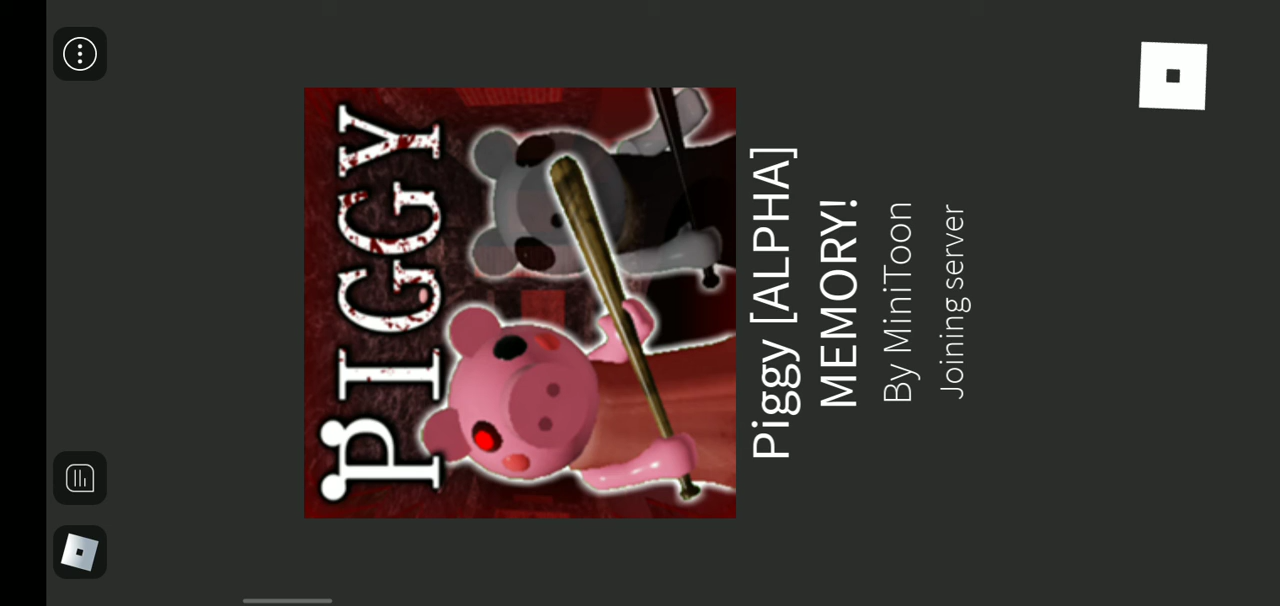 PIGGY
Piggy [ALPHA]
MEMORY!
By MiniToon
Joining server